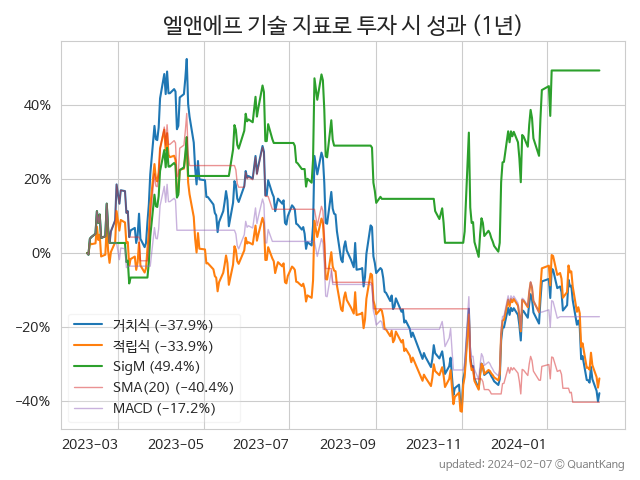 엘앤에프 기술 지표로 투자 시 성과 (1년)
40%
20%
0%
−20%
−40%
거치식 (−37.9%)
적립식 (−33.9%)
SigM (49.4%)
SMA(20) (−40.4%)
MACD (−17.2%)
2023−03 2023−05 2023−07 2023−09 2023−11 2024−01
updated: 2024−02−07 © QuantKang